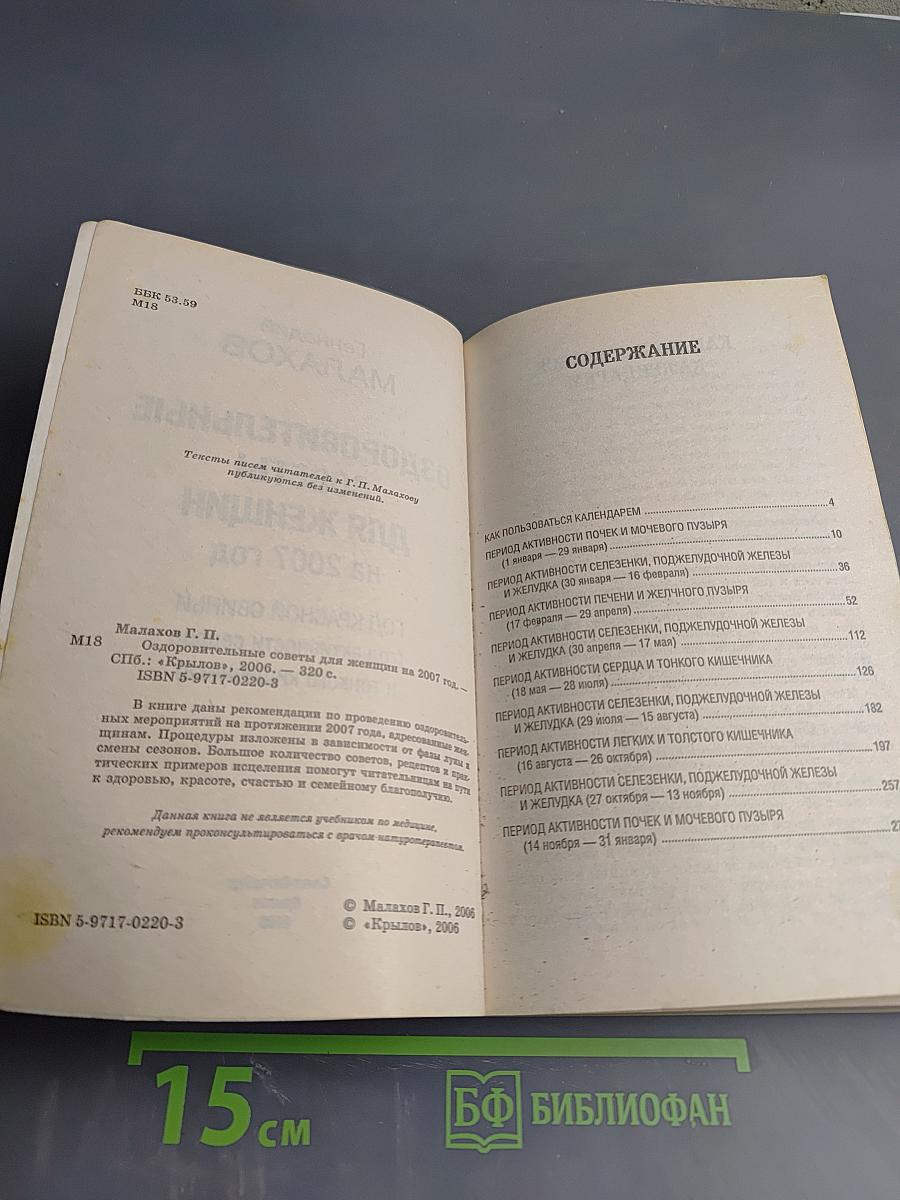 ББК 53.59
М18
Тексты писем читателей к Г. П. Малахову
публикуются без изменений.
Малахов Г. П.
М18 Оздоровительные советы для женщин на 2007 год. —
СПб.: «Крылов», 2006. — 320 с.
ISBN 5-9717-0220-3
В книге даны рекомендации по проведению оздоровитель-
ных мероприятий на протяжении 2007 года, адресованные жен-
щинам. Процедуры изложены в зависимости от фазы луны и
смены сезонов. Большое количество советов, рецептов и прак-
тических примеров исцеления помогут читательницам на пути
к здоровью, красоте, счастью и семейному благополучию.
Данная книга не является учебником по медицине,
рекомендуем проконсультироваться с врачом-натуротерапевтом.
ISBN 5-9717-0220-3
© Малахов Г. П., 2006
© «Крылов», 2006
СОДЕРЖАНИЕ
КАК ПОЛЬЗОВАТЬСЯ КАЛЕНДАРЕМ 4
ПЕРИОД АКТИВНОСТИ ПОЧЕК И МОЧЕВОГО ПУЗЫРЯ
(1 января — 29 января) 10
ПЕРИОД АКТИВНОСТИ СЕЛЕЗЕНКИ, ПОДЖЕЛУДОЧНОЙ ЖЕЛЕЗЫ
И ЖЕЛУДКА (30 января — 16 февраля) 36
ПЕРИОД АКТИВНОСТИ ПЕЧЕНИ И ЖЕЛЧНОГО ПУЗЫРЯ
(17 февраля — 29 апреля) 52
ПЕРИОД АКТИВНОСТИ СЕЛЕЗЕНКИ, ПОДЖЕЛУДОЧНОЙ ЖЕЛЕЗЫ
И ЖЕЛУДКА (30 апреля — 17 мая) 112
ПЕРИОД АКТИВНОСТИ СЕРДЦА И ТОНКОГО КИШЕЧНИКА
(18 мая — 28 июля) 126
ПЕРИОД АКТИВНОСТИ СЕЛЕЗЕНКИ, ПОДЖЕЛУДОЧНОЙ ЖЕЛЕЗЫ
И ЖЕЛУДКА (29 июля — 15 августа) 182
ПЕРИОД АКТИВНОСТИ ЛЕГКИХ И ТОЛСТОГО КИШЕЧНИКА
(16 августа — 26 октября) 197
ПЕРИОД АКТИВНОСТИ СЕЛЕЗЕНКИ, ПОДЖЕЛУДОЧНОЙ ЖЕЛЕЗЫ
И ЖЕЛУДКА (27 октября — 13 ноября) 257
ПЕРИОД АКТИВНОСТИ ПОЧЕК И МОЧЕВОГО ПУЗЫРЯ
(14 ноября — 31 января)
15 см
БФ БИБЛИОФАН